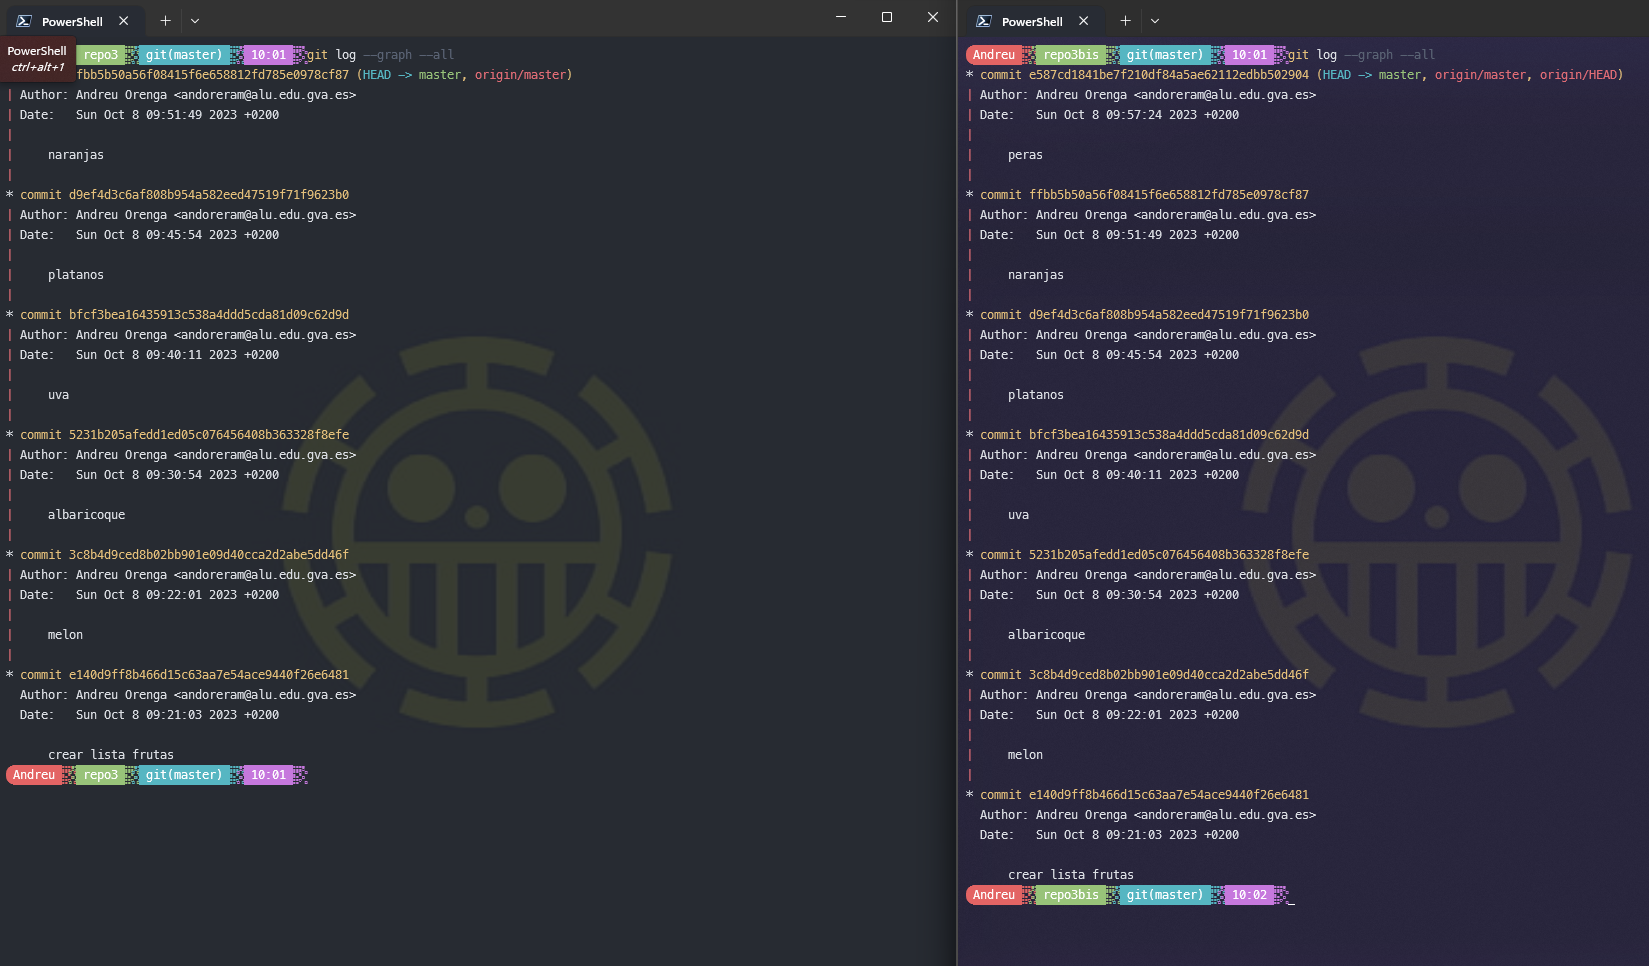 PowerShell
repo3 git(master) 10:01 git log --graph --all
PowerShell
ctrl+alt+1
fbb5b50a56f08415f6e658812fd785e0978cf87 (HEAD -> master, origin/master)
| Author: Andreu Orenga <andoreram@alu.edu.gva.es>
| Date:   Sun Oct 8 09:51:49 2023 +0200
|
|     naranjas
|
* commit d9ef4d3c6af808b954a582eed47519f71f9623b0
| Author: Andreu Orenga <andoreram@alu.edu.gva.es>
| Date:   Sun Oct 8 09:45:54 2023 +0200
|
|     platanos
|
* commit bfcf3bea16435913c538a4ddd5cda81d09c62d9d
| Author: Andreu Orenga <andoreram@alu.edu.gva.es>
| Date:   Sun Oct 8 09:40:11 2023 +0200
|
|     uva
|
* commit 5231b205afedd1ed05c076456408b363328f8efe
| Author: Andreu Orenga <andoreram@alu.edu.gva.es>
| Date:   Sun Oct 8 09:30:54 2023 +0200
|
|     albaricoque
|
* commit 3c8b4d9ced8b02bb901e09d40cca2d2abe5dd46f
| Author: Andreu Orenga <andoreram@alu.edu.gva.es>
| Date:   Sun Oct 8 09:22:01 2023 +0200
|
|     melon
|
* commit e140d9ff8b466d15c63aa7e54ace9440f26e6481
  Author: Andreu Orenga <andoreram@alu.edu.gva.es>
  Date:   Sun Oct 8 09:21:03 2023 +0200

      crear lista frutas
Andreu repo3 git(master) 10:01
PowerShell
Andreu repo3bis git(master) 10:01 git log --graph --all
* commit e587cd1841be7f210df84a5ae62112edbb502904 (HEAD -> master, origin/master, origin/HEAD)
| Author: Andreu Orenga <andoreram@alu.edu.gva.es>
| Date:   Sun Oct 8 09:57:24 2023 +0200
|
|     peras
|
* commit ffbb5b50a56f08415f6e658812fd785e0978cf87
| Author: Andreu Orenga <andoreram@alu.edu.gva.es>
| Date:   Sun Oct 8 09:51:49 2023 +0200
|
|     naranjas
|
* commit d9ef4d3c6af808b954a582eed47519f71f9623b0
| Author: Andreu Orenga <andoreram@alu.edu.gva.es>
| Date:   Sun Oct 8 09:45:54 2023 +0200
|
|     platanos
|
* commit bfcf3bea16435913c538a4ddd5cda81d09c62d9d
| Author: Andreu Orenga <andoreram@alu.edu.gva.es>
| Date:   Sun Oct 8 09:40:11 2023 +0200
|
|     uva
|
* commit 5231b205afedd1ed05c076456408b363328f8efe
| Author: Andreu Orenga <andoreram@alu.edu.gva.es>
| Date:   Sun Oct 8 09:30:54 2023 +0200
|
|     albaricoque
|
* commit 3c8b4d9ced8b02bb901e09d40cca2d2abe5dd46f
| Author: Andreu Orenga <andoreram@alu.edu.gva.es>
| Date:   Sun Oct 8 09:22:01 2023 +0200
|
|     melon
|
* commit e140d9ff8b466d15c63aa7e54ace9440f26e6481
  Author: Andreu Orenga <andoreram@alu.edu.gva.es>
  Date:   Sun Oct 8 09:21:03 2023 +0200

      crear lista frutas
Andreu repo3bis git(master) 10:02 _